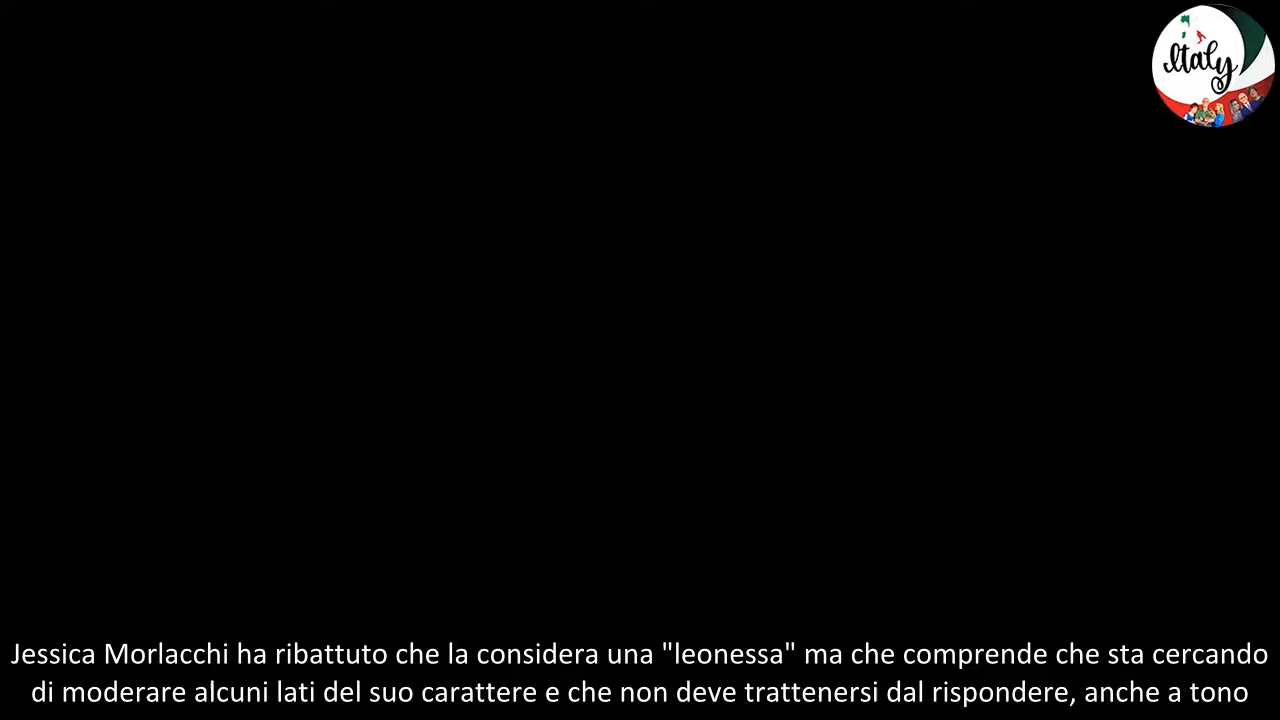 Italy
Jessica Morlacchi ha ribattuto che la considera una "leonessa" ma che comprende che sta cercando
di moderare alcuni lati del suo carattere e che non deve trattenersi dal rispondere, anche a tono